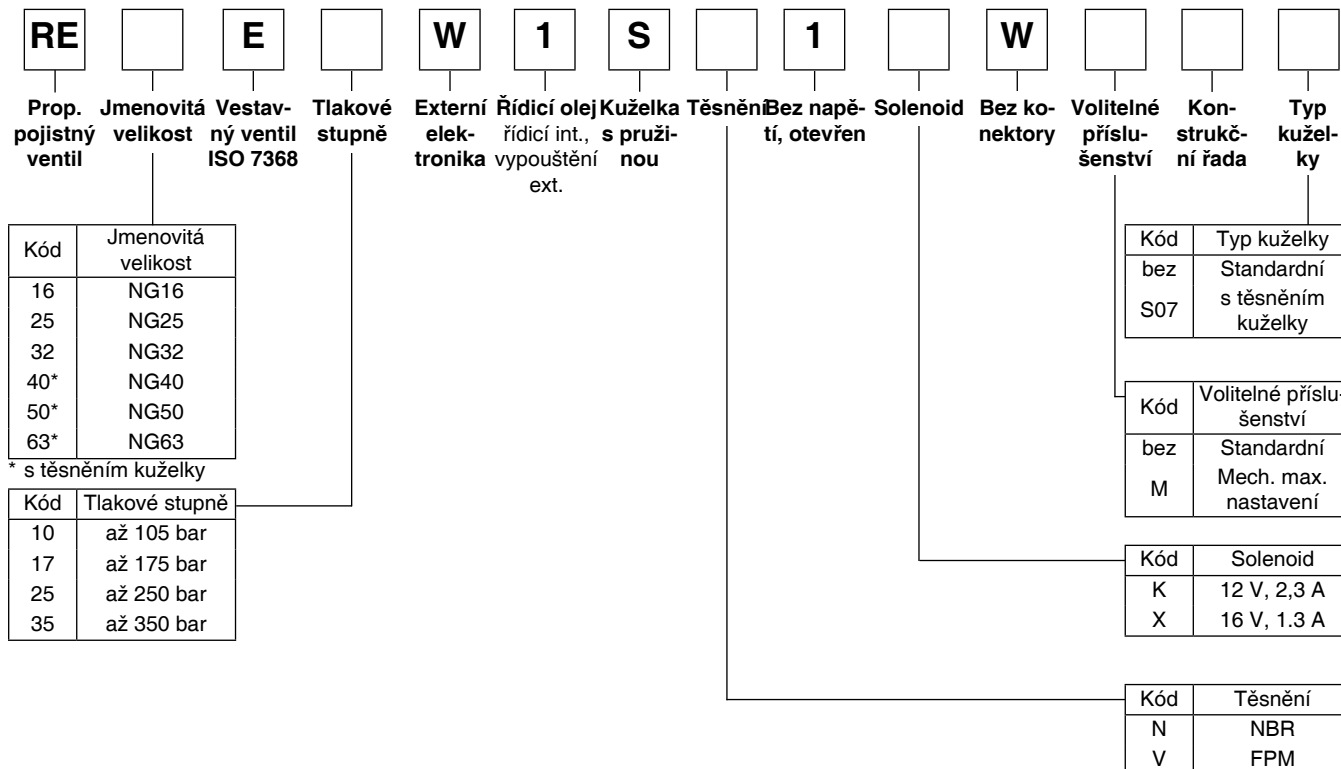 RE E W 1 S 1 W
Prop. Jmenovitá Vestav- Tlakové Externí Řídicí olej Kuželka Těsnění Bez napě- Solenoid Bez ko- Volitelné Kon- Typ
pojistný velikost ný ventil stupně elek- řídicí int., s pruži- tí, otevřen nektory příslu- strukč- kužel-
ventil ISO 7368 tronika vypouštění nou šenství ní řada ky
ext.
Kód Jmenovitá velikost
16 NG16
25 NG25
32 NG32
40* NG40
50* NG50
63* NG63
* s těsněním kuželky
Kód Tlakové stupně
10 až 105 bar
17 až 175 bar
25 až 250 bar
35 až 350 bar
Kód Typ kuželky
bez Standardní
S07 s těsněním
kuželky
Kód Volitelné příslu-
šenství
bez Standardní
M Mech. max.
nastavení
Kód Solenoid
K 12 V, 2,3 A
X 16 V, 1.3 A
Kód Těsnění
N NBR
V FPM